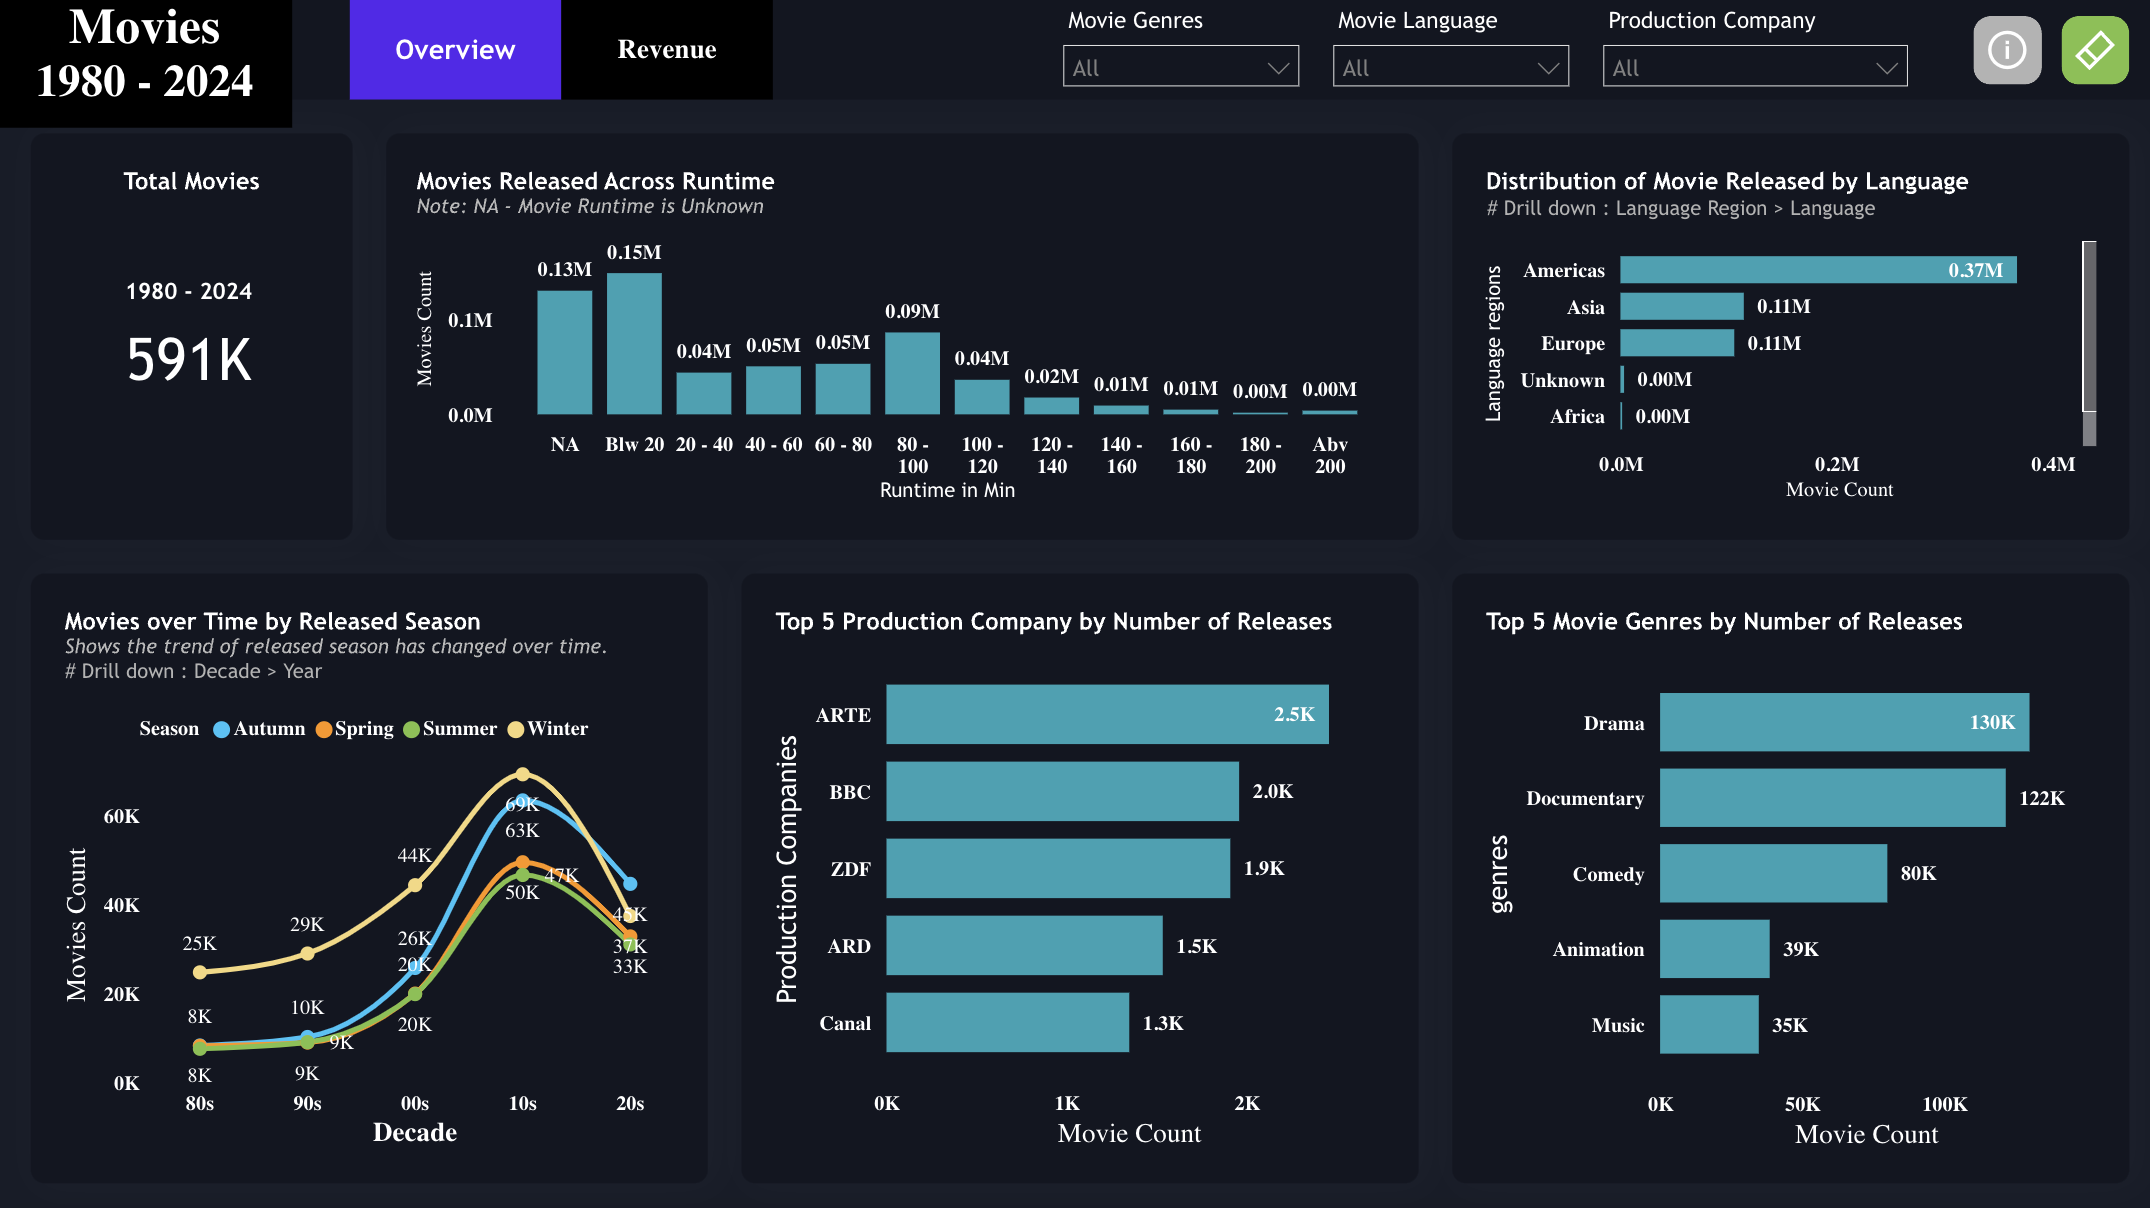 Movies
1980 - 2024
Overview
Revenue
Movie Genres
All
Movie Language
All
Production Company
All
Total Movies
1980 - 2024
591K
Movies Released Across Runtime
Note: NA - Movie Runtime is Unknown
Movies Count
0.1M
0.0M
0.13M
0.15M
0.04M
0.05M
0.05M
0.09M
0.04M
0.02M
0.01M
0.01M
0.00M
0.00M
NA
Blw 20
20 - 40
40 - 60
60 - 80
80 - 100
100 - 120
120 - 140
140 - 160
160 - 180
180 - 200
Abv 200
Runtime in Min
Distribution of Movie Released by Language
# Drill down : Language Region > Language
Language regions
Americas 0.37M
Asia 0.11M
Europe 0.11M
Unknown 0.00M
Africa 0.00M
0.0M 0.2M 0.4M
Movie Count
Movies over Time by Released Season
Shows the trend of released season has changed over time.
# Drill down : Decade > Year
Season Autumn Spring Summer Winter
Movies Count
60K
40K
20K
0K
25K
29K
44K
69K
63K
47K
50K
26K
20K
20K
8K
10K
9K
8K
9K
45K
37K
33K
80s 90s 00s 10s 20s
Decade
Top 5 Production Company by Number of Releases
Production Companies
ARTE 2.5K
BBC 2.0K
ZDF 1.9K
ARD 1.5K
Canal 1.3K
0K 1K 2K
Movie Count
Top 5 Movie Genres by Number of Releases
genres
Drama 130K
Documentary 122K
Comedy 80K
Animation 39K
Music 35K
0K 50K 100K
Movie Count